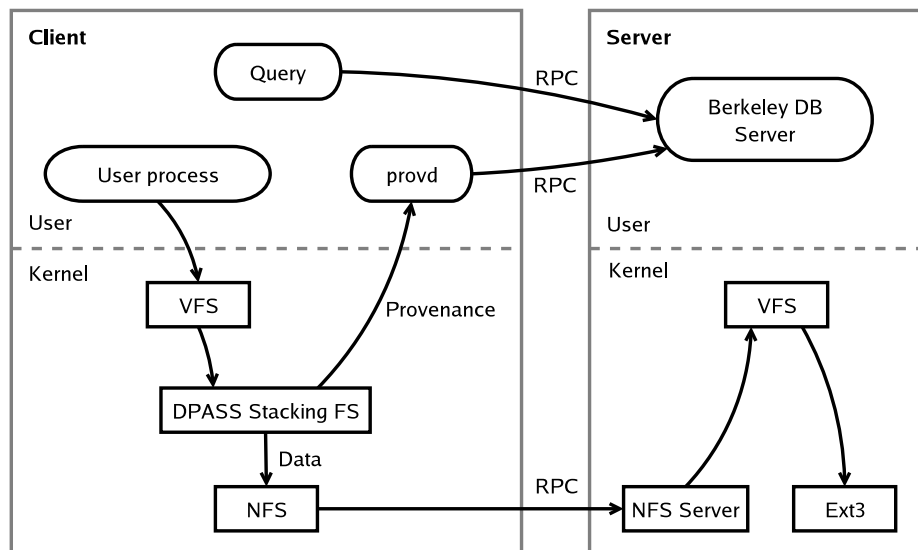 Client
Server
Query
RPC
Berkeley DB
Server
User process
provd
RPC
User
User
Kernel
Kernel
VFS
Provenance
VFS
DPASS Stacking FS
Data
NFS
RPC
NFS Server
Ext3